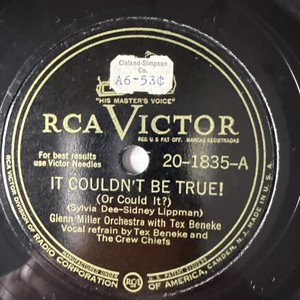 Cleland-Simpson
Co.
A6-53¢
"HIS MASTER'S VOICE"
RCA VICTOR
REG. U.S. PAT. OFF. MARCAS REGISTRADAS
For best results
use Victor Needles
20-1835-A
IT COULDN'T BE TRUE!
(Or Could It?)
(Sylvia Dee-Sidney Lippman)
Glenn Miller Orchestra with Tex Beneke
Vocal refrain by Tex Beneke and
The Crew Chiefs
RCA VICTOR DIVISION OF RADIO CORPORATION OF AMERICA, CAMDEN, N.J. MADE IN U.S.A.
RCA